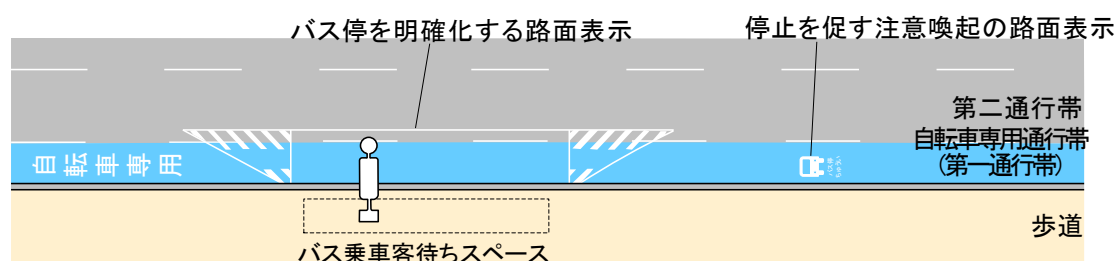 バス停を明確化する路面表示
停止を促す注意喚起の路面表示
第二通行帯
自転車専用通行帯
(第一通行帯)
自転車専用
歩道
バス乗車客待ちスペース